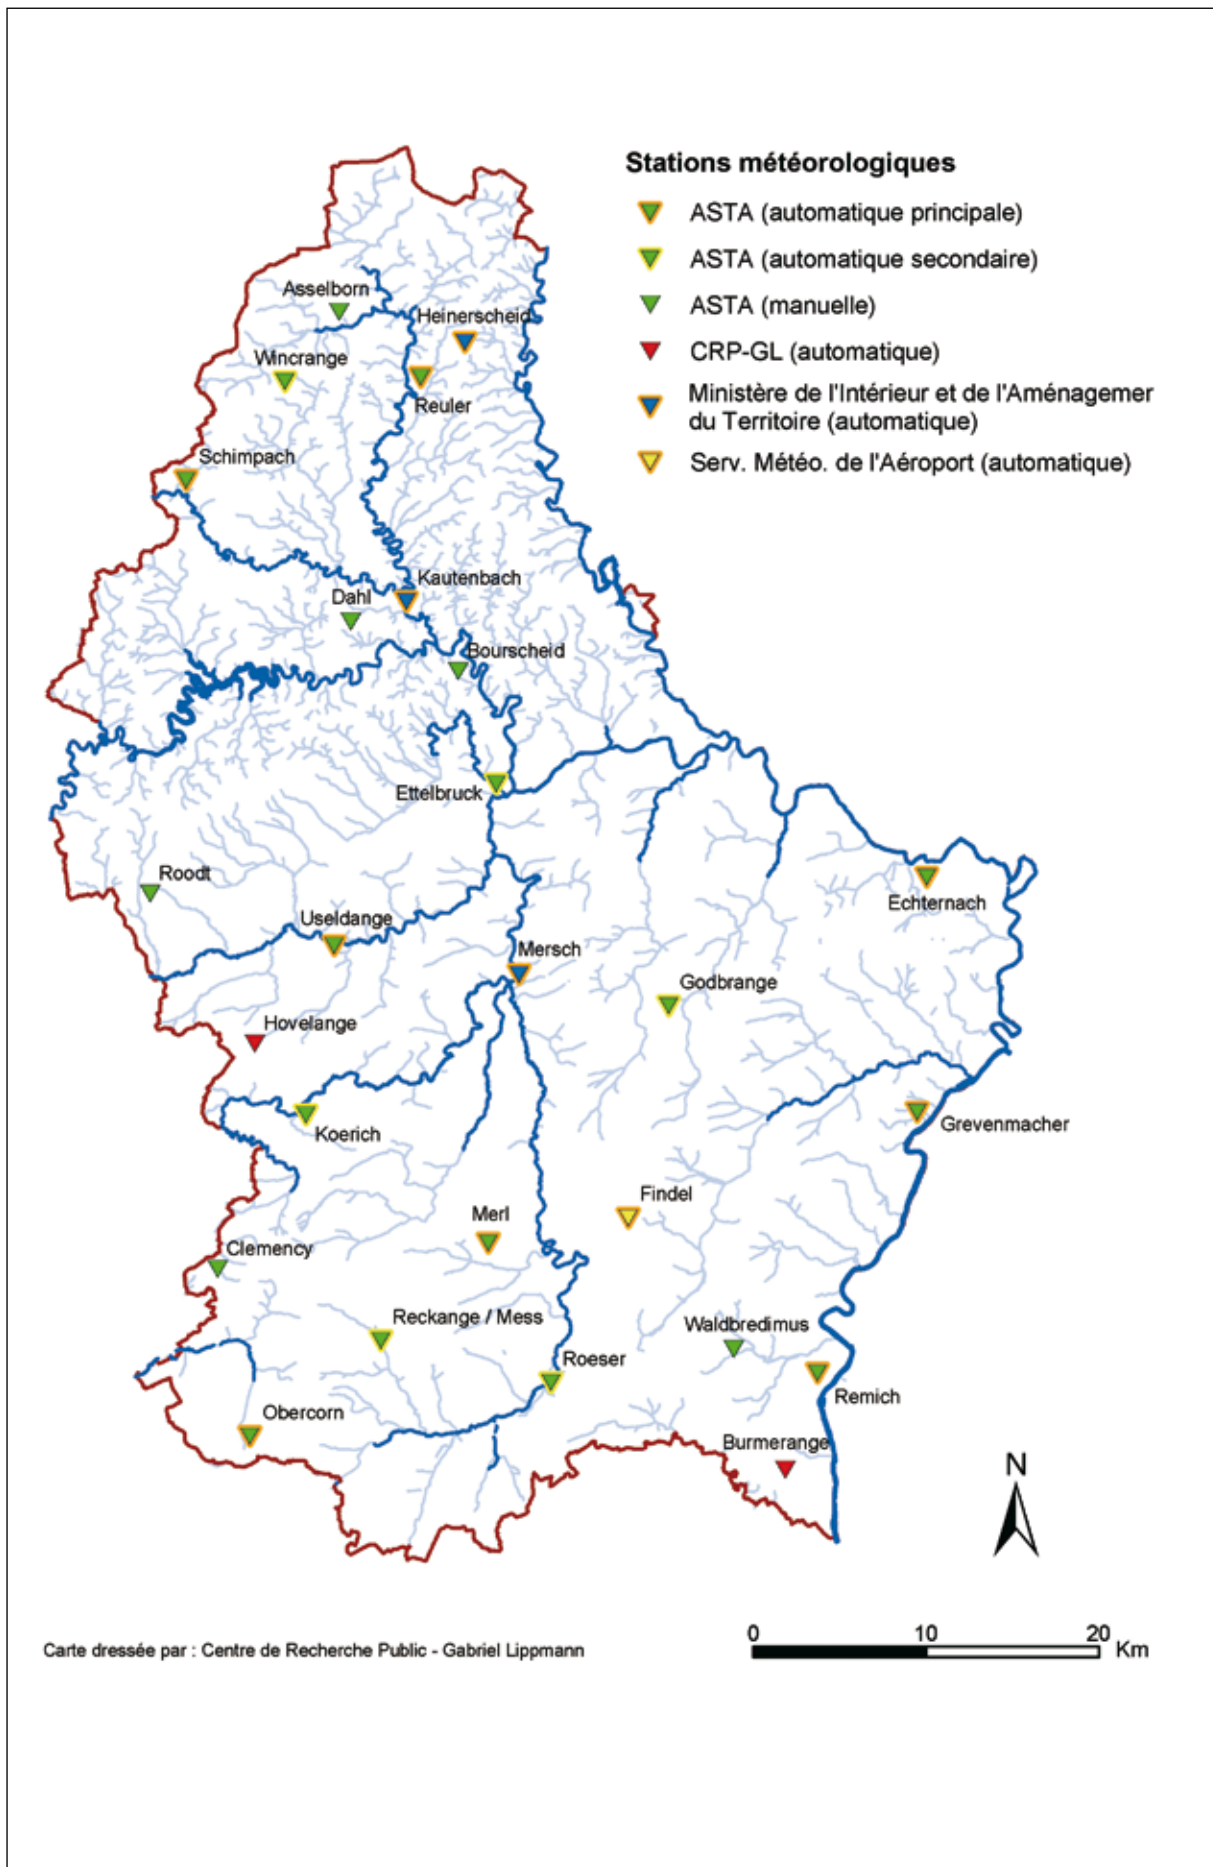 Stations météorologiques
ASTA (automatique principale)
ASTA (automatique secondaire)
ASTA (manuelle)
CRP-GL (automatique)
Ministère de l'Intérieur et de l'Aménagemer
du Territoire (automatique)
Serv. Météo. de l'Aéroport (automatique)
Asselborn
Heinerscheid
Wincrange
Reuler
Schimpach
Kautenbach
Dahl
Bourscheid
Ettelbruck
Roodt
Echternach
Useldange
Mersch
Godbrange
Hovelange
Koerich
Grevenmacher
Findel
Merl
Clemency
Reckange / Mess
Waldbredimus
Roeser
Remich
Obercorn
Burmerange
N
0 10 20 Km
Carte dressée par : Centre de Recherche Public - Gabriel Lippmann